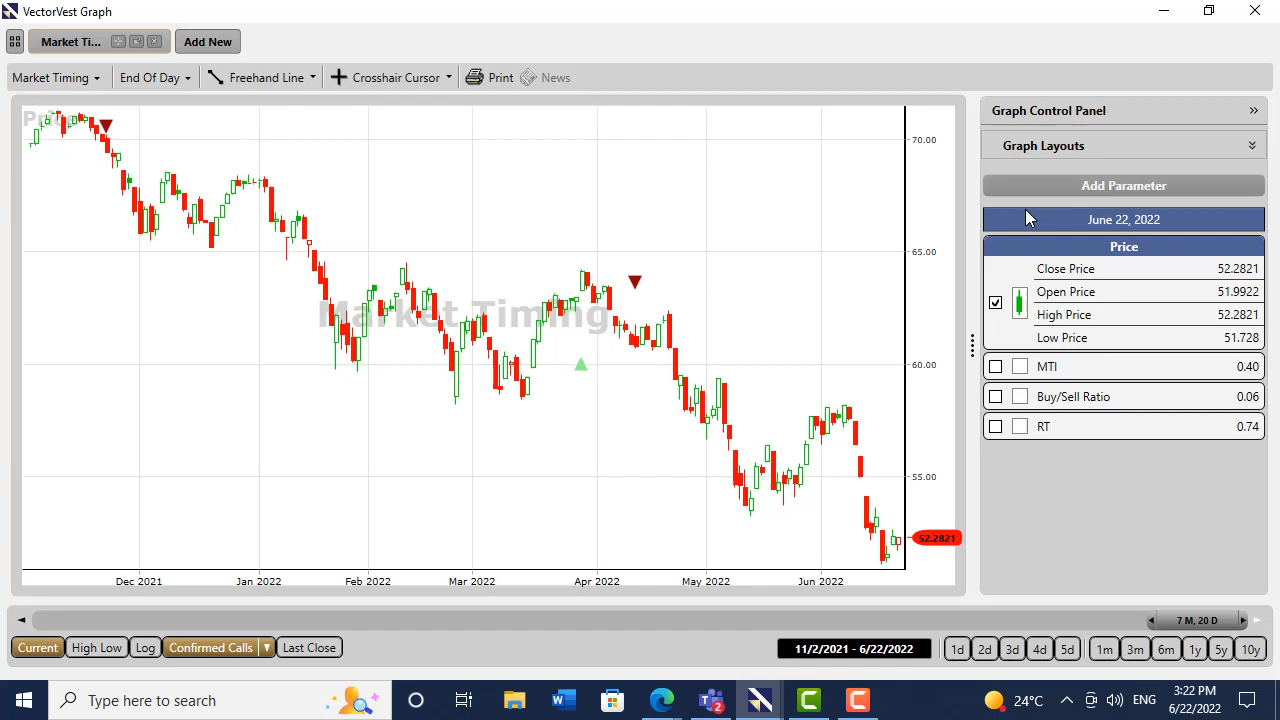 VectorVest Graph
Market Ti... Add New
Market Timing End Of Day Freehand Line Crosshair Cursor Print News
Price
Market Timing
70.00
65.00
60.00
55.00
52.2821
Dec 2021 Jan 2022 Feb 2022 Mar 2022 Apr 2022 May 2022 Jun 2022
Graph Control Panel
Graph Layouts
Add Parameter
June 22, 2022
Price
Close Price 52.2821
Open Price 51.9922
High Price 52.2821
Low Price 51.728
MTI 0.40
Buy/Sell Ratio 0.06
RT 0.74
7 M, 20 D
Current High Low Log Confirmed Calls Last Close 11/2/2021 - 6/22/2022 1d 2d 3d 4d 5d 1m 3m 6m 1y 5y 10y
Type here to search 2 24°C ENG 3:22 PM
6/22/2022